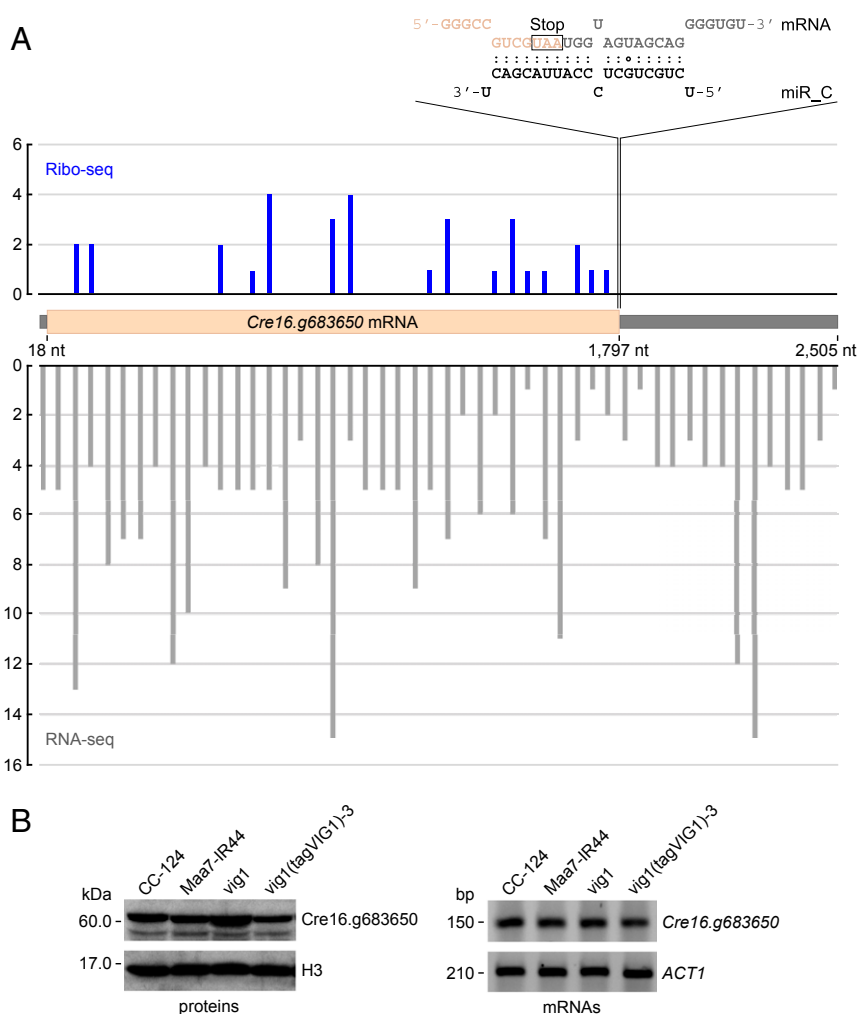 A
5′-GGGCC Stop U GGGUGU-3′ mRNA
GUCGUAAUGG AGUAGCAG
CAGCAUUACC UCGUCGUC
3′-U C U-5′ miR_C
6
Ribo-seq
4
2
0
Cre16.g683650 mRNA
18 nt 1,797 nt 2,505 nt
0
2
4
6
8
10
12
14
RNA-seq
16
B
CC-124 Maa7-IR44 vig1 vig1(tagVIG1)-3
kDa
60.0 Cre16.g683650
17.0 H3
proteins
CC-124 Maa7-IR44 vig1 vig1(tagVIG1)-3
bp
150 Cre16.g683650
210 ACT1
mRNAs